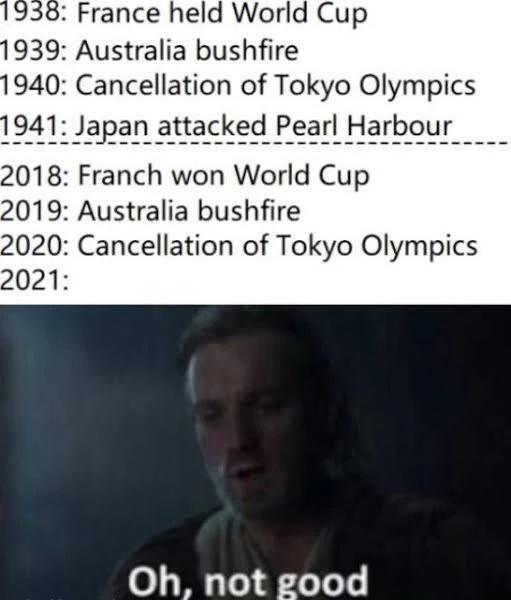 1938: France held World Cup
1939: Australia bushfire
1940: Cancellation of Tokyo Olympics
1941: Japan attacked Pearl Harbour
2018: Franch won World Cup
2019: Australia bushfire
2020: Cancellation of Tokyo Olympics
2021:
Oh, not good